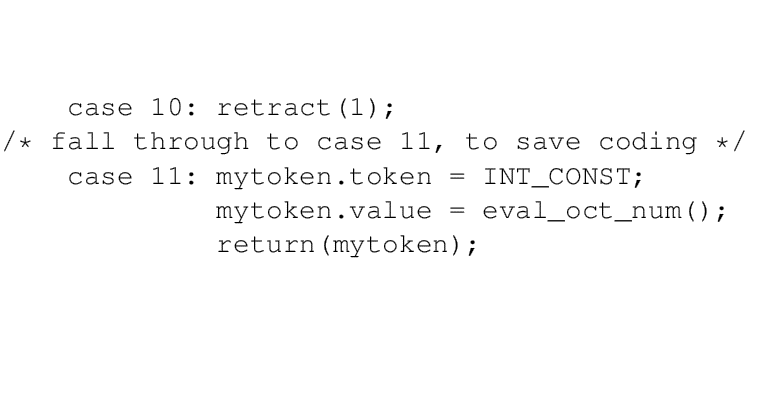 case 10: retract(1);
/* fall through to case 11, to save coding */
case 11: mytoken.token = INT_CONST;
mytoken.value = eval_oct_num();
return(mytoken);